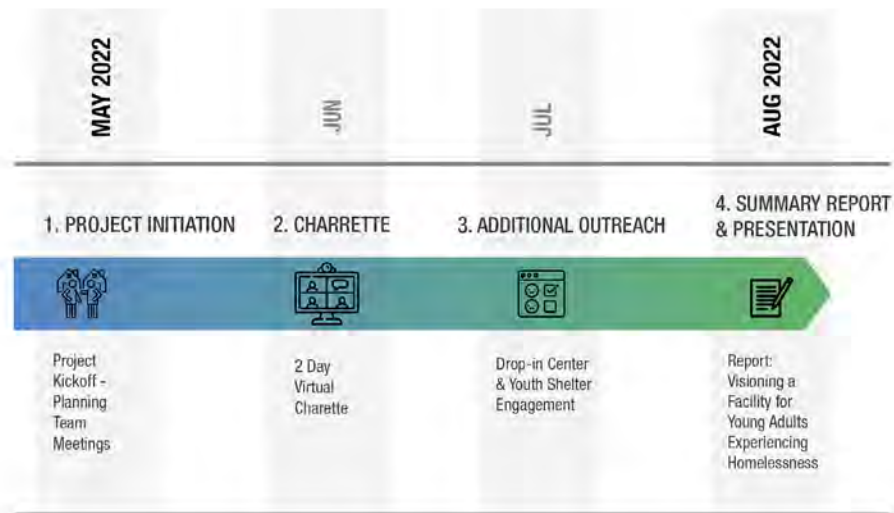 MAY 2022
JUN
JUL
AUG 2022
1. PROJECT INITIATION
2. CHARRETTE
3. ADDITIONAL OUTREACH
4. SUMMARY REPORT
& PRESENTATION
Project
Kickoff -
Planning
Team
Meetings
2 Day
Virtual
Charette
Drop-in Center
& Youth Shelter
Engagement
Report:
Visioning a
Facility for
Young Adults
Experiencing
Homelessness